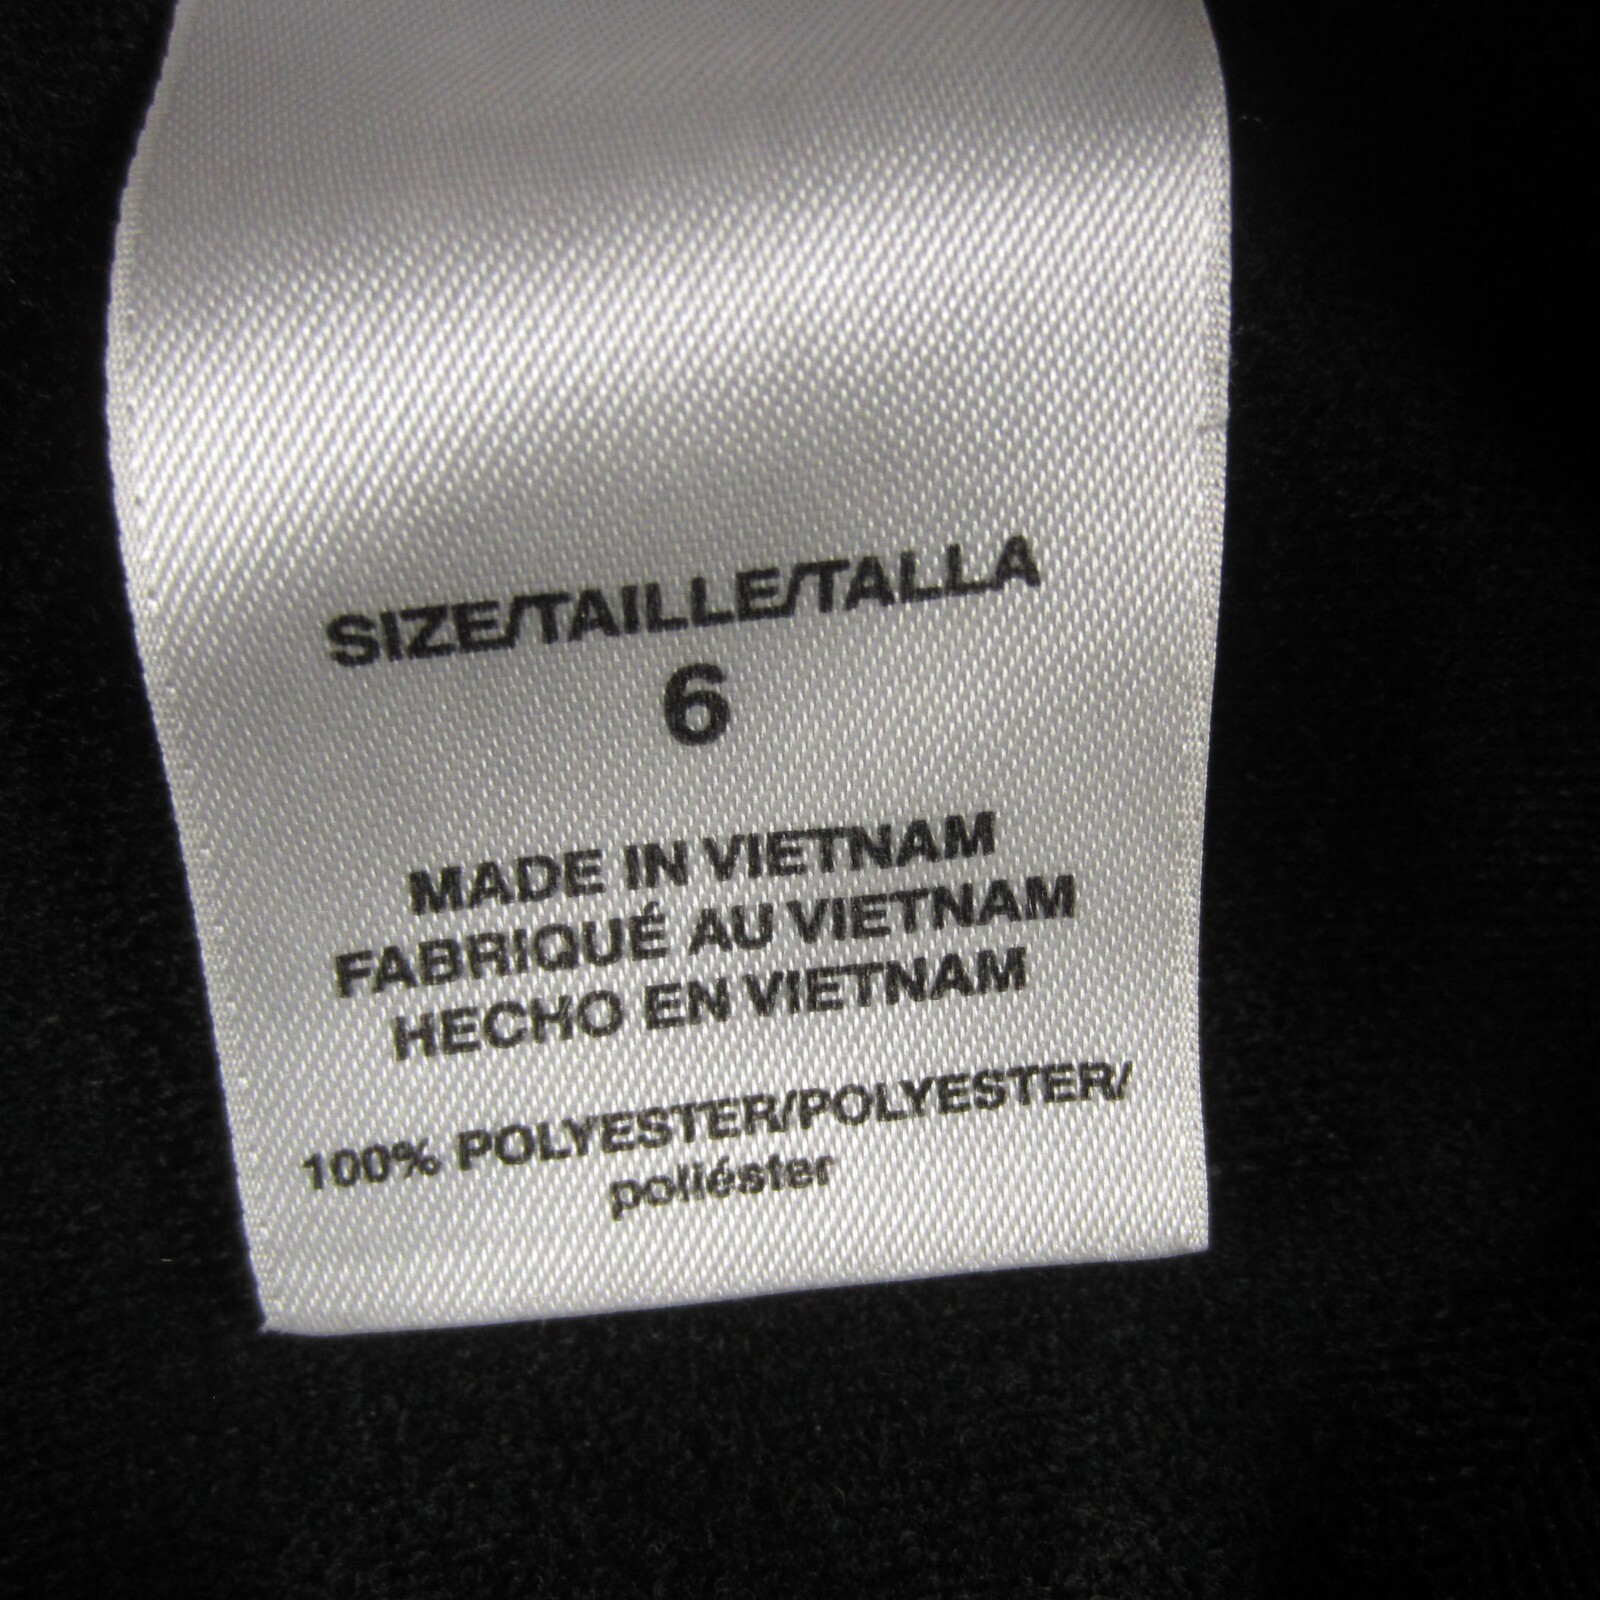 SIZE/TAILLE/TALLA
6
MADE IN VIETNAM
FABRIQUÉ AU VIETNAM
HECHO EN VIETNAM
100% POLYESTER/POLYESTER/
poliéster